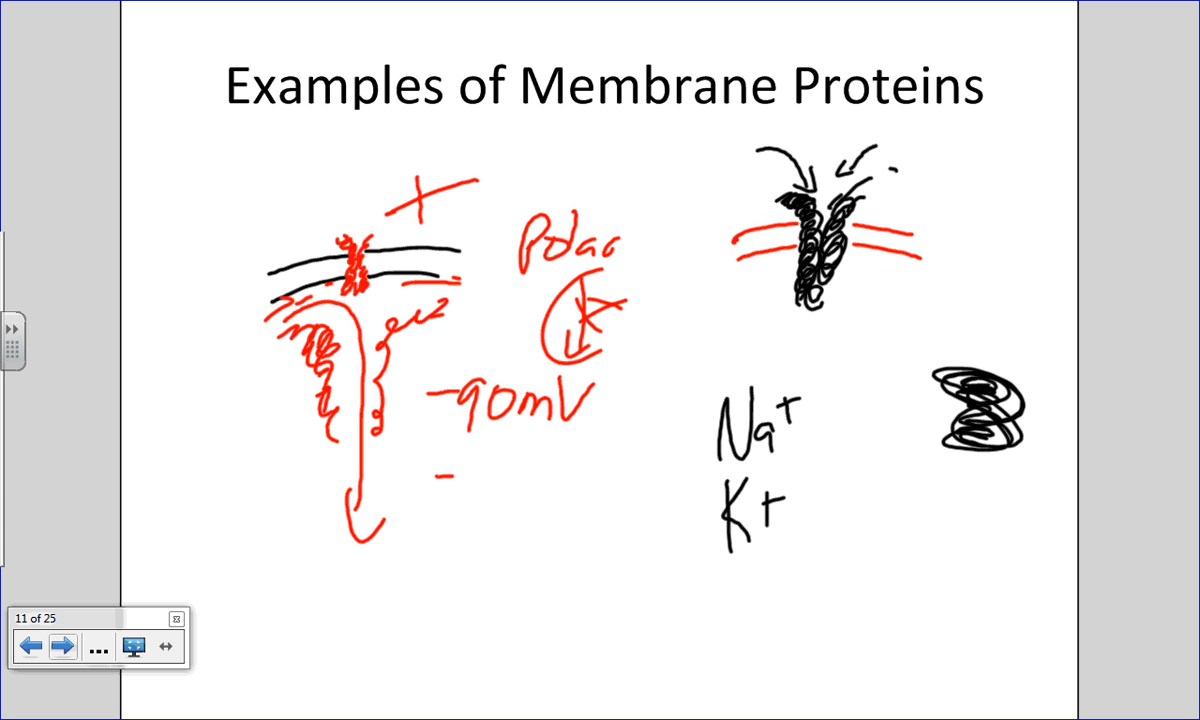 Examples of Membrane Proteins
+
Polar
-90mV
-
Na+
K+
11 of 25
...